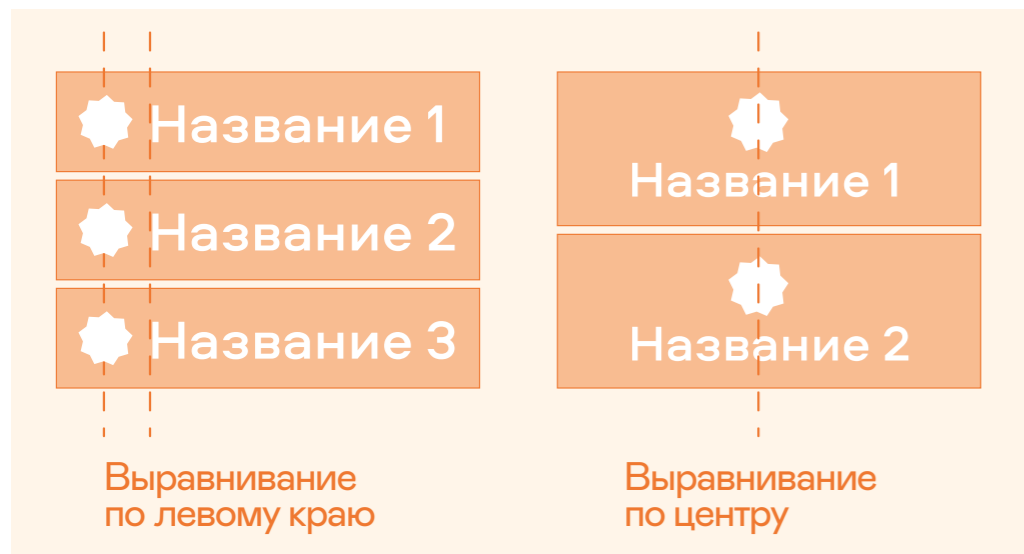 Название 1
Название 2
Название 3
Выравнивание
по левому краю
Название 1
Название 2
Выравнивание
по центру